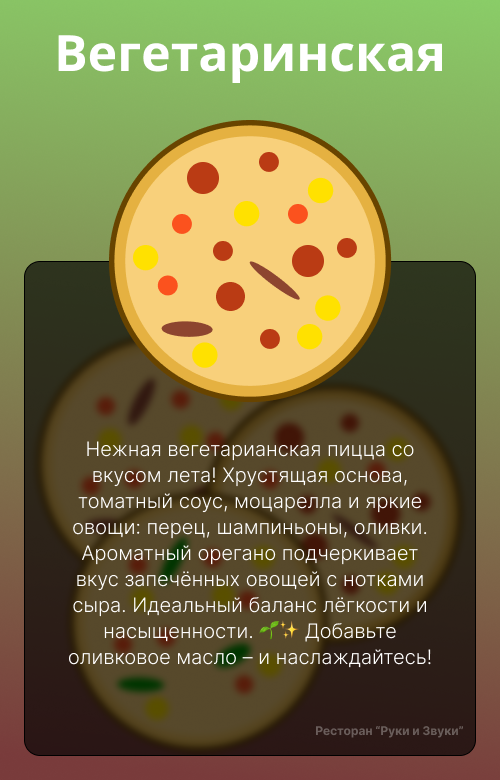 Вегетаринская
Нежная вегетарианская пицца со
вкусом лета! Хрустящая основа,
томатный соус, моцарелла и яркие
овощи: перец, шампиньоны, оливки.
Ароматный орегано подчеркивает
вкус запечённых овощей с нотками
сыра. Идеальный баланс лёгкости и
насыщенности. 🌱✨ Добавьте
оливковое масло – и наслаждайтесь!
Ресторан "Руки и Звуки"